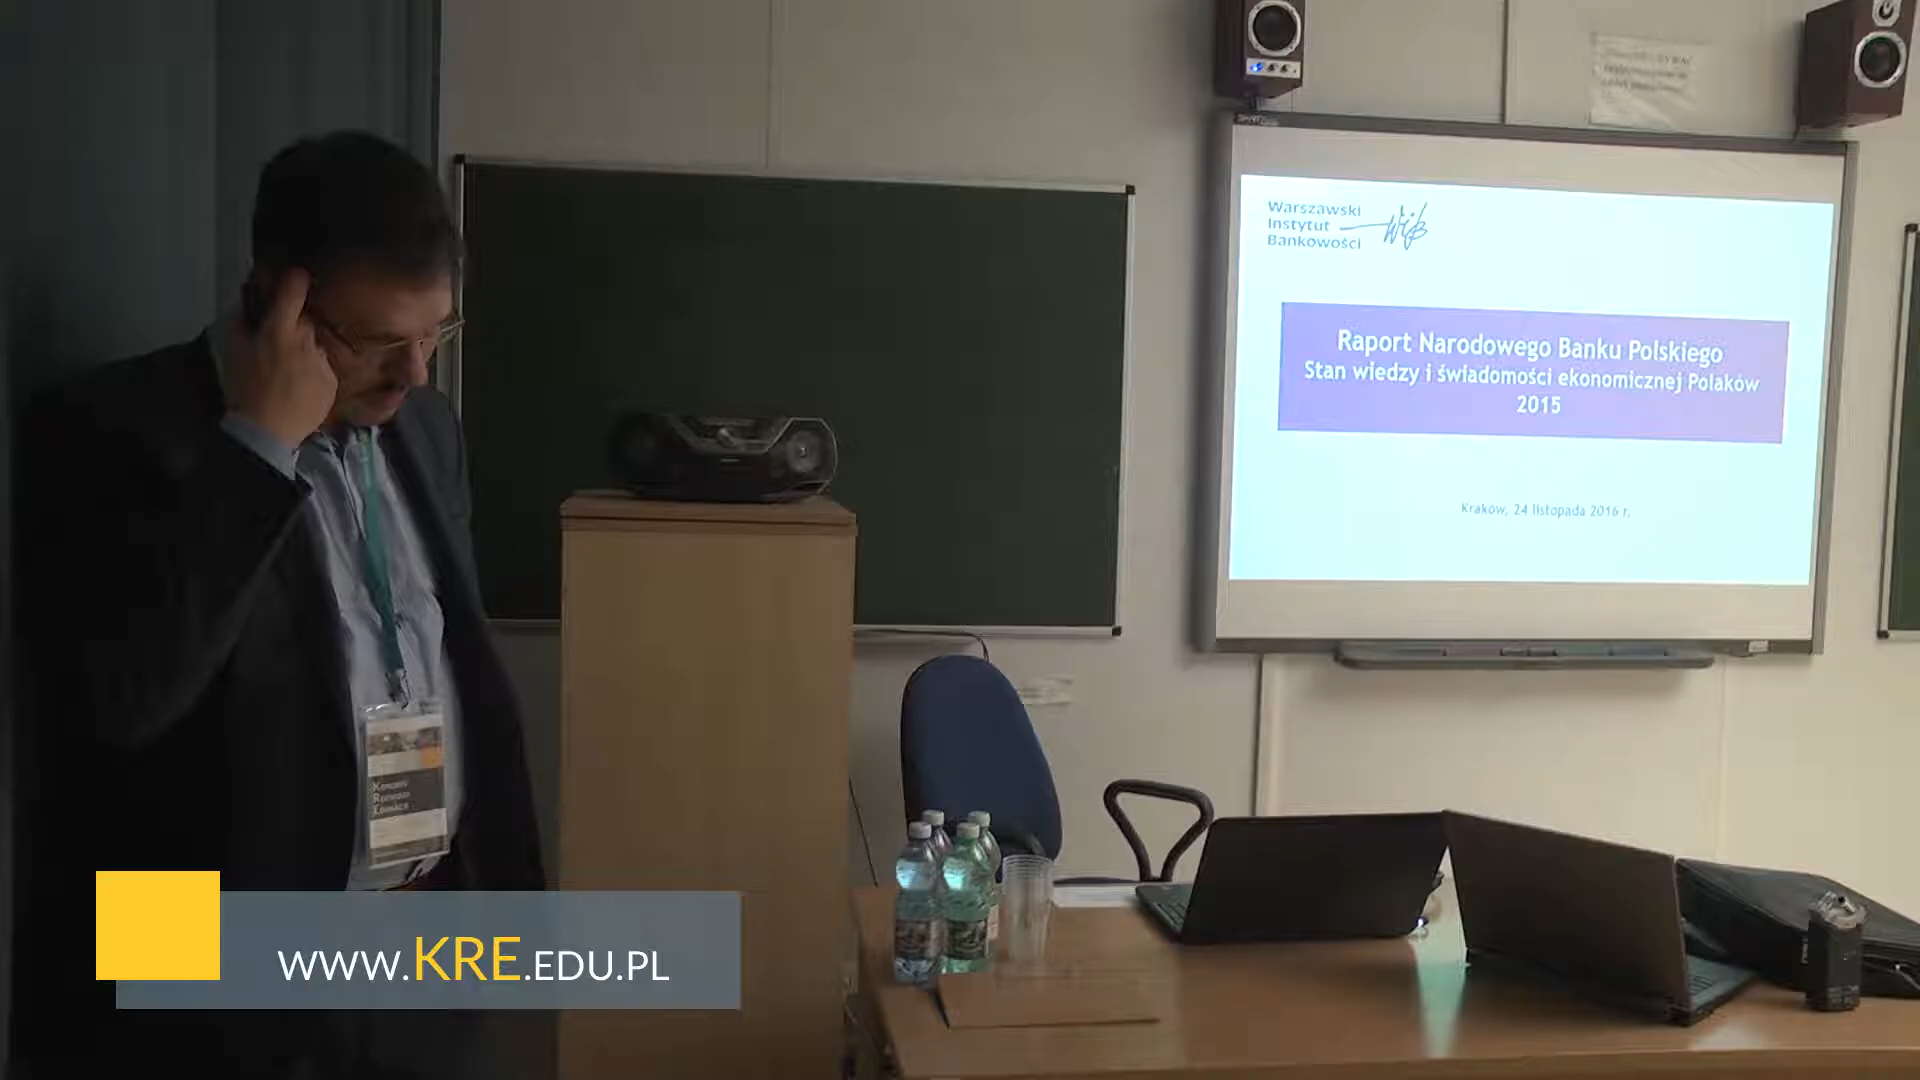 Warszawski
Instytut
Bankowości
Raport Narodowego Banku Polskiego
Stan wiedzy i świadomości ekonomicznej Polaków
2015
Kraków, 24 listopada 2016 r.
WWW.KRE.EDU.PL